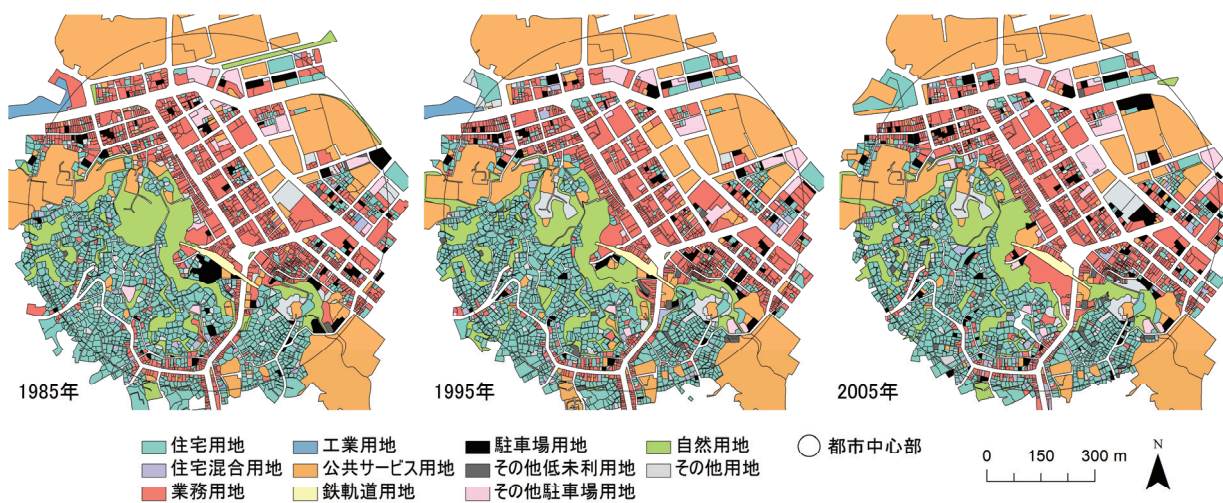 1985年
1995年
2005年
住宅用地
工業用地
駐車場用地
自然用地
都市中心部
住宅混合用地
公共サービス用地
その他低未利用地
その他用地
業務用地
鉄軌道用地
その他駐車場用地
0 150 300 m
N